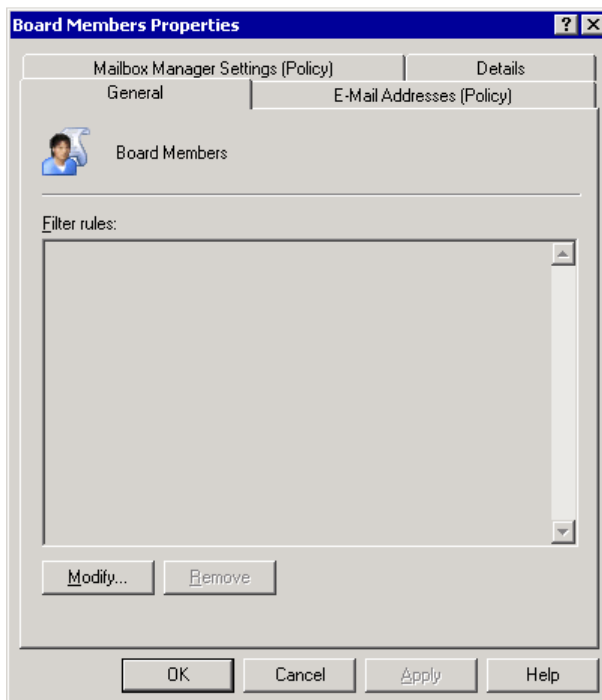 Board Members Properties
Mailbox Manager Settings (Policy) Details
General E-Mail Addresses (Policy)
Board Members
Filter rules:
Modify... Remove
OK Cancel Apply Help